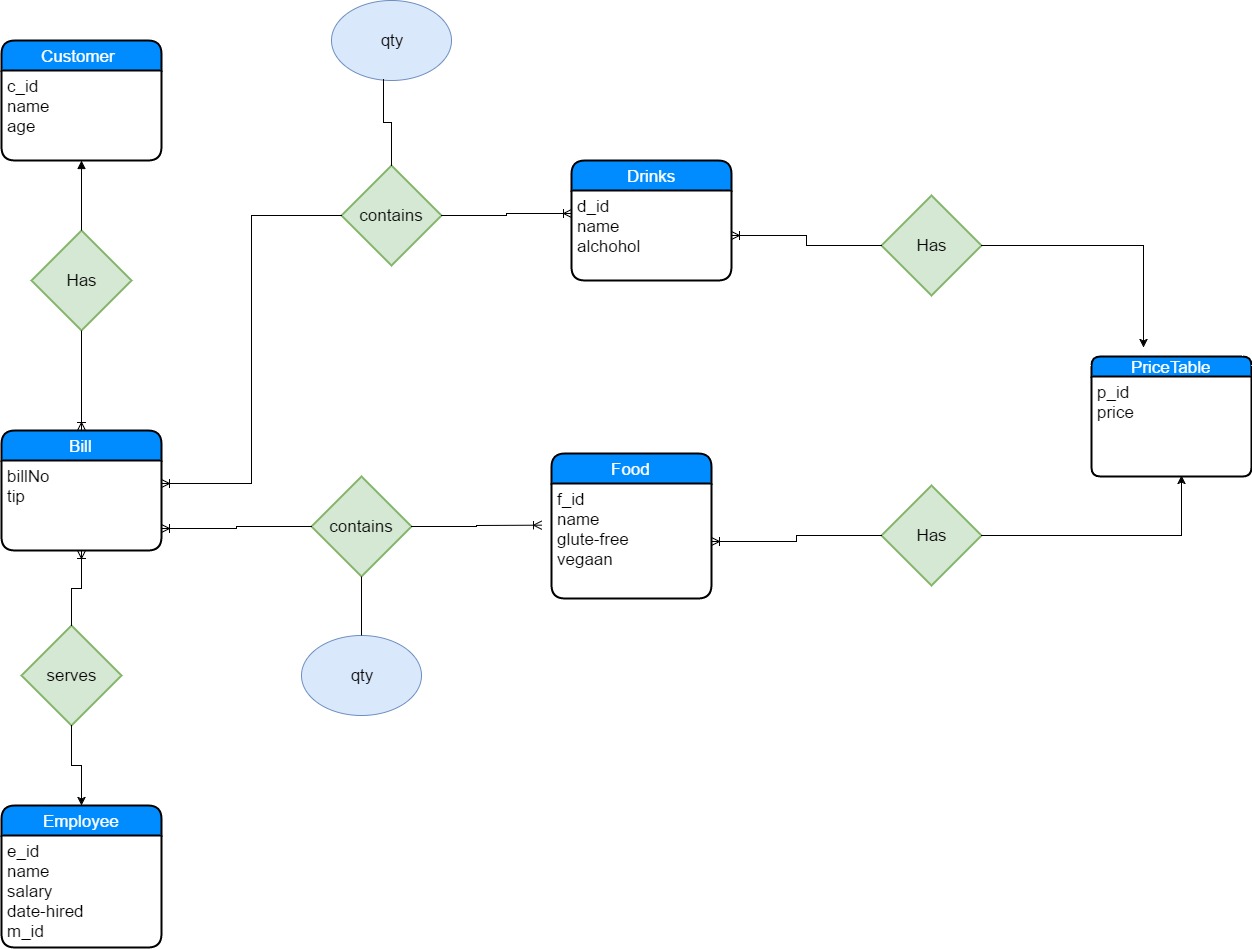 qty
Customer
c_id
name
age
contains
Drinks
d_id
name
alchohol
Has
Has
PriceTable
p_id
price
Bill
billNo
tip
contains
Food
f_id
name
glute-free
vegaan
Has
serves
qty
Employee
e_id
name
salary
date-hired
m_id